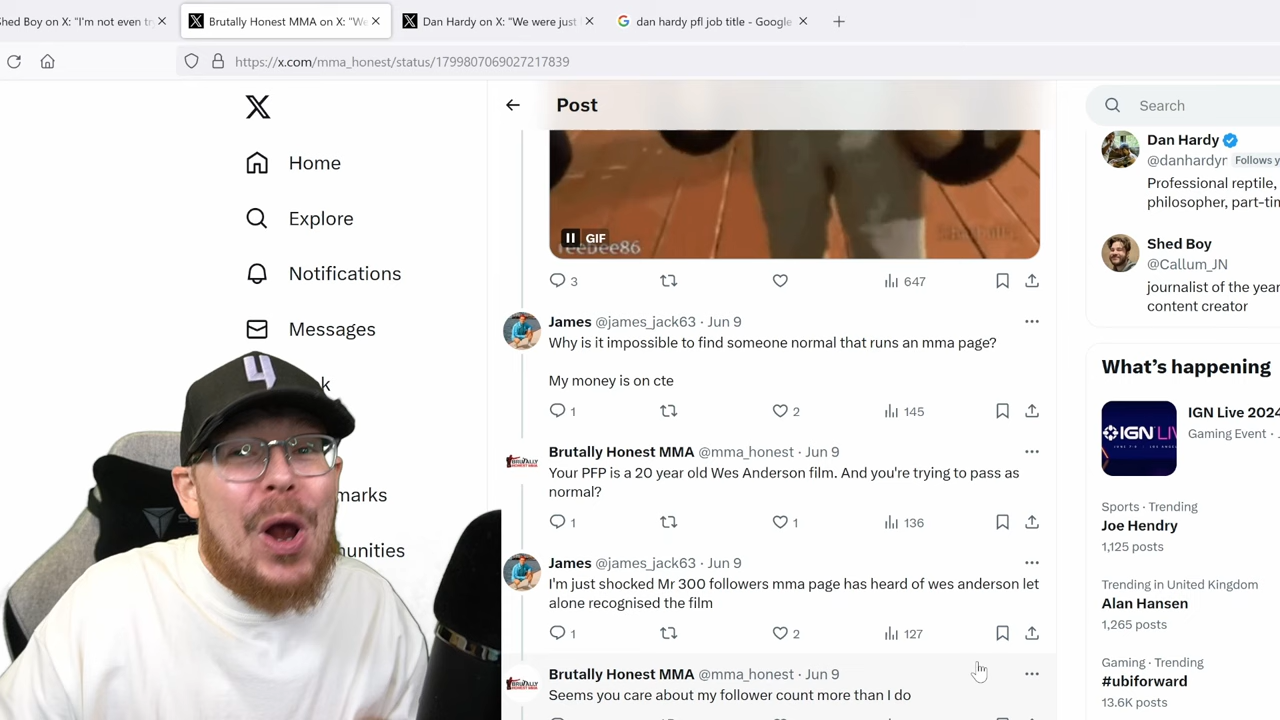 Shed Boy on X: "I'm not even tr
Brutally Honest MMA on X: "We
Dan Hardy on X: "We were just
dan hardy pfl job title - Google
https://x.com/mma_honest/status/1799807069027217839
Home
Explore
Notifications
Messages
4
Post
GIF
3
647
James @james_jack63 · Jun 9
Why is it impossible to find someone normal that runs an mma page?
My money is on cte
1
2
145
Brutally Honest MMA @mma_honest · Jun 9
Your PFP is a 20 year old Wes Anderson film. And you're trying to pass as
normal?
1
1
136
James @james_jack63 · Jun 9
I'm just shocked Mr 300 followers mma page has heard of wes anderson let
alone recognised the film
1
2
127
Brutally Honest MMA @mma_honest · Jun 9
Seems you care about my follower count more than I do
Search
Dan Hardy
@danhardyr Follows y
Professional reptile,
philosopher, part-ti
Shed Boy
@Callum_JN
journalist of the year
content creator
What's happening
IGN LIV
IGN Live 2024
Gaming Event ·
Sports · Trending
Joe Hendry
1,125 posts
Trending in United Kingdom
Alan Hansen
1,265 posts
Gaming · Trending
#ubiforward
13.6K posts